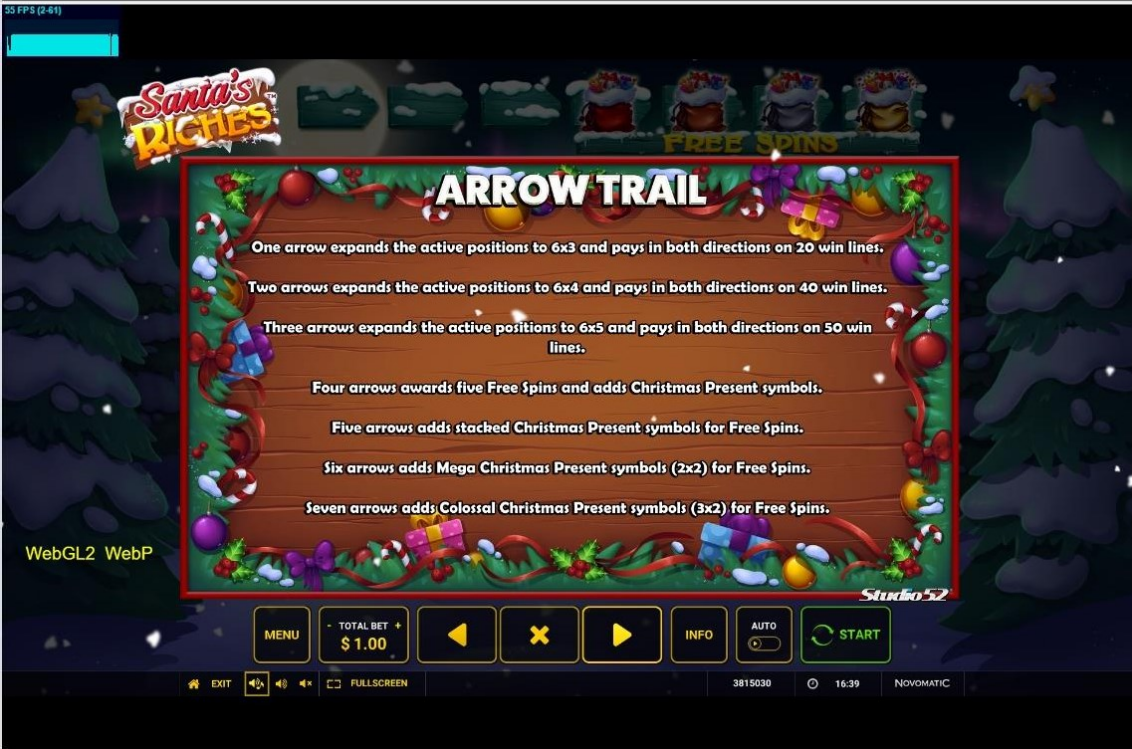 55 FPS (2-61)
Santa's
RICHES™
FREE SPINS
ARROW TRAIL
One arrow expands the active positions to 6x3 and pays in both directions on 20 win lines.
Two arrows expands the active positions to 6x4 and pays in both directions on 40 win lines.
Three arrows expands the active positions to 6x5 and pays in both directions on 50 win
lines.
Four arrows awards five Free Spins and adds Christmas Present symbols.
Five arrows adds stacked Christmas Present symbols for Free Spins.
Six arrows adds Mega Christmas Present symbols (2x2) for Free Spins.
Seven arrows adds Colossal Christmas Present symbols (3x2) for Free Spins.
WebGL2 WebP
Studio52
MENU
- TOTAL BET +
$1.00
INFO
AUTO
START
EXIT
FULLSCREEN
3815030
16:39
NOVOMATIC